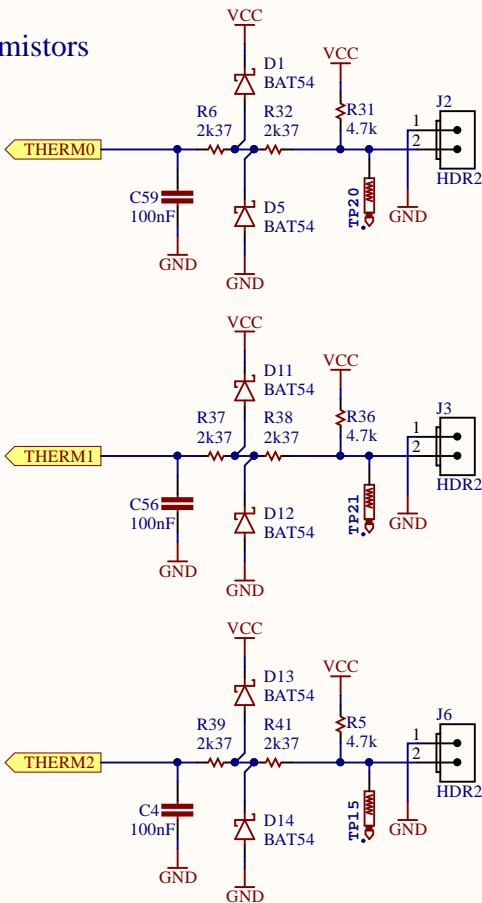 mistors
VCC
D1
BAT54
VCC
R6
2k37
R32
2k37
R31
4.7k
J2
1
2
HDR2
THERM0
C59
100nF
GND
D5
BAT54
GND
TP20
GND
VCC
D11
BAT54
VCC
R37
2k37
R38
2k37
R36
4.7k
J3
1
2
HDR2
THERM1
C56
100nF
GND
D12
BAT54
GND
TP21
GND
VCC
D13
BAT54
VCC
R39
2k37
R41
2k37
R5
4.7k
J6
1
2
HDR2
THERM2
C4
100nF
GND
D14
BAT54
GND
TP15
GND